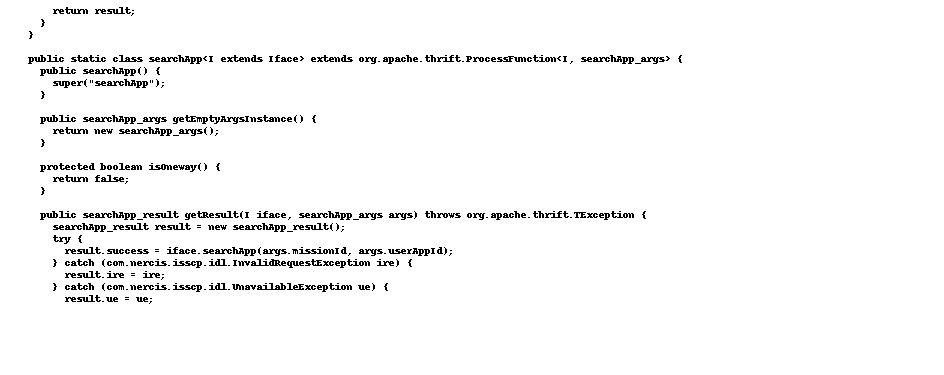 return result;
}
}
public static class searchApp<I extends Iface> extends org.apache.thrift.ProcessFunction<I, searchApp_args> {
public searchApp() {
super("searchApp");
}
public searchApp_args getEmptyArgsInstance() {
return new searchApp_args();
}
protected boolean isOneway() {
return false;
}
public searchApp_result getResult(I iface, searchApp_args args) throws org.apache.thrift.TException {
searchApp_result result = new searchApp_result();
try {
result.success = iface.searchApp(args.missionId, args.userAppId);
} catch (com.nercis.isscp.idl.InvalidRequestException ire) {
result.ire = ire;
} catch (com.nercis.isscp.idl.UnavailableException ue) {
result.ue = ue;